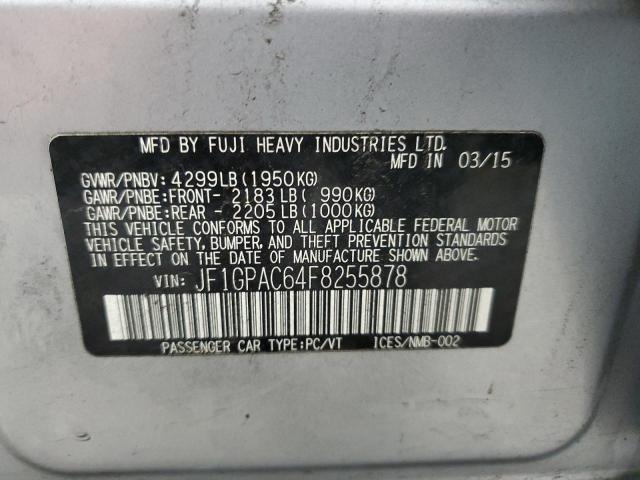 MFD BY FUJI HEAVY INDUSTRIES LTD.
MFD IN 03/15
GVWR/PNBV: 4299LB(1950KG)
GAWR/PNBE:FRONT- 2183LB( 990KG)
GAWR/PNBE:REAR - 2205LB(1000KG)
THIS VEHICLE CONFORMS TO ALL APPLICABLE FEDERAL MOTOR
VEHICLE SAFETY, BUMPER, AND THEFT PREVENTION STANDARDS
IN EFFECT ON THE DATE OF MANUFACTURE SHOWN ABOVE.
VIN: JF1GPAC64F8255878
PASSENGER CAR TYPE:PC/VT ICES/NMB-002